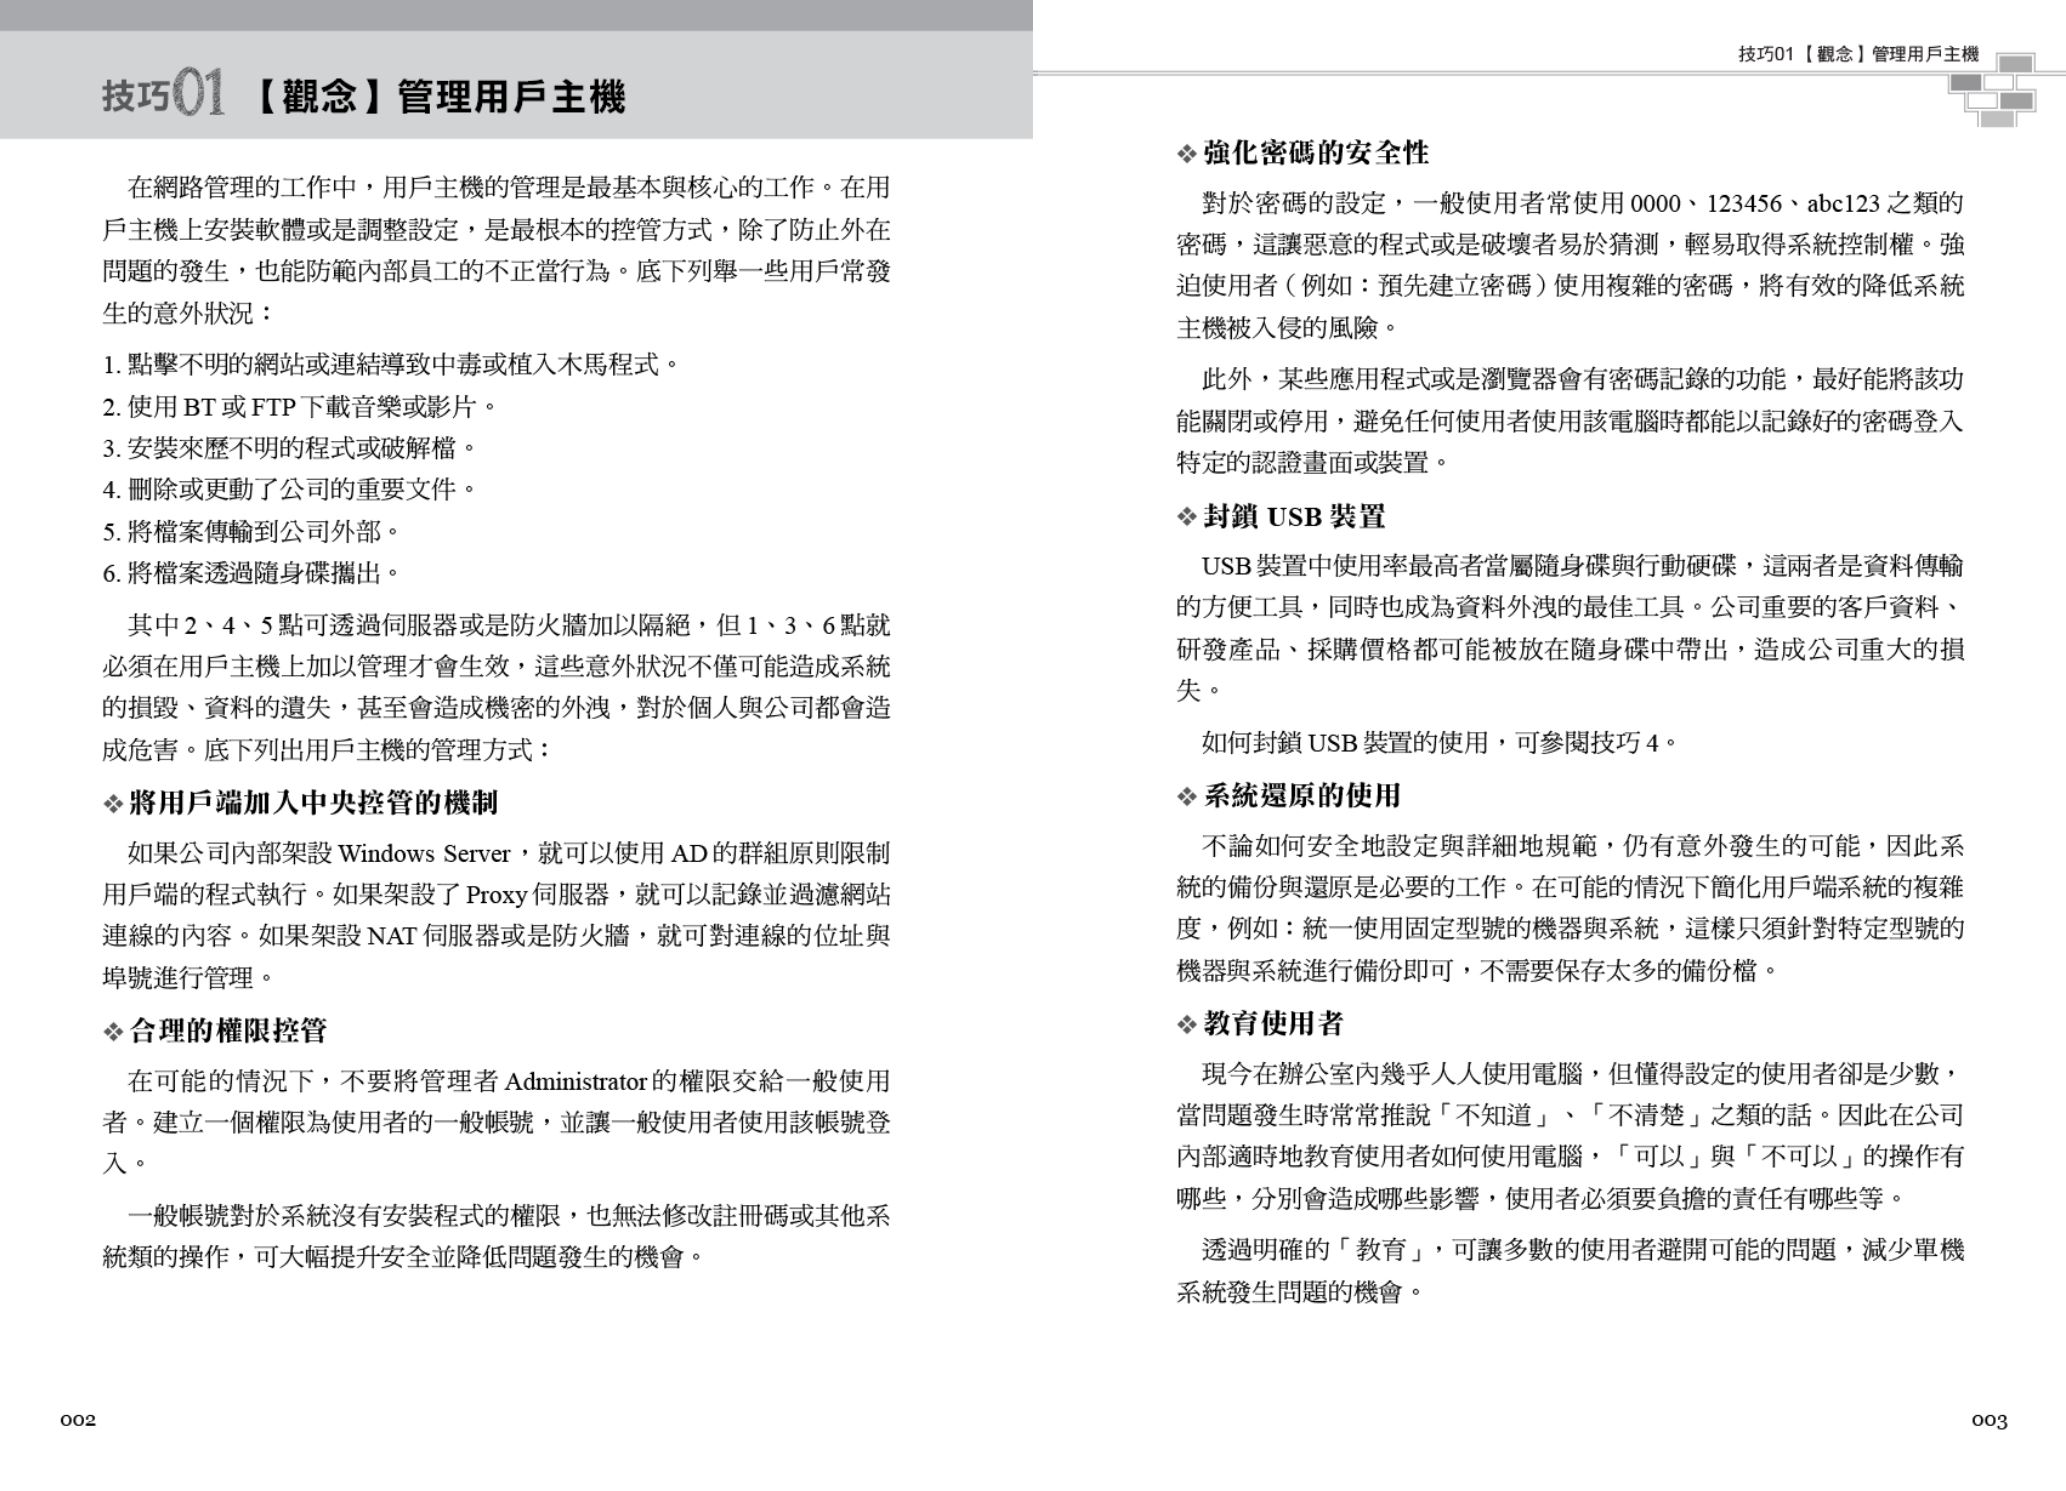 技巧01【觀念】管理用戶主機
在網路管理的工作中，用戶主機的管理是最基本與核心的工作。在用
戶主機上安裝軟體或是調整設定，是最根本的控管方式，除了防止外在
問題的發生，也能防範內部員工的不正當行為。底下列舉一些用戶常發
生的意外狀況：
1. 點擊不明的網站或連結導致中毒或植入木馬程式。
2. 使用 BT 或 FTP 下載音樂或影片。
3. 安裝來歷不明的程式或破解檔。
4. 刪除或更動了公司的重要文件。
5. 將檔案傳輸到公司外部。
6. 將檔案透過隨身碟攜出。
其中 2、4、5 點可透過伺服器或是防火牆加以隔絕，但 1、3、6 點就
必須在用戶主機上加以管理才會生效，這些意外狀況不僅可能造成系統
的損毀、資料的遺失，甚至會造成機密的外洩，對於個人與公司都會造
成危害。底下列出用戶主機的管理方式：
❖ 將用戶端加入中央控管的機制
如果公司內部架設 Windows Server，就可以使用 AD 的群組原則限制
用戶端的程式執行。如果架設了 Proxy 伺服器，就可以記錄並過濾網站
連線的內容。如果架設 NAT 伺服器或是防火牆，就可對連線的位址與
埠號進行管理。
❖ 合理的權限控管
在可能的情況下，不要將管理者 Administrator 的權限交給一般使用
者。建立一個權限為使用者的一般帳號，並讓一般使用者使用該帳號登
入。
一般帳號對於系統沒有安裝程式的權限，也無法修改註冊碼或其他系
統類的操作，可大幅提升安全並降低問題發生的機會。
002
技巧01【觀念】管理用戶主機
❖ 強化密碼的安全性
對於密碼的設定，一般使用者常使用 0000、123456、abc123 之類的
密碼，這讓惡意的程式或是破壞者易於猜測，輕易取得系統控制權。強
迫使用者（例如：預先建立密碼）使用複雜的密碼，將有效的降低系統
主機被入侵的風險。
此外，某些應用程式或是瀏覽器會有密碼記錄的功能，最好能將該功
能關閉或停用，避免任何使用者使用該電腦時都能以記錄好的密碼登入
特定的認證畫面或裝置。
❖ 封鎖 USB 裝置
USB 裝置中使用率最高者當屬隨身碟與行動硬碟，這兩者是資料傳輸
的方便工具，同時也成為資料外洩的最佳工具。公司重要的客戶資料、
研發產品、採購價格都可能被放在隨身碟中帶出，造成公司重大的損
失。
如何封鎖 USB 裝置的使用，可參閱技巧 4。
❖ 系統還原的使用
不論如何安全地設定與詳細地規範，仍有意外發生的可能，因此系
統的備份與還原是必要的工作。在可能的情況下簡化用戶端系統的複雜
度，例如：統一使用固定型號的機器與系統，這樣只須針對特定型號的
機器與系統進行備份即可，不需要保存太多的備份檔。
❖ 教育使用者
現今在辦公室內幾乎人人使用電腦，但懂得設定的使用者卻是少數，
當問題發生時常常推說「不知道」、「不清楚」之類的話。因此在公司
內部適時地教育使用者如何使用電腦，「可以」與「不可以」的操作有
哪些，分別會造成哪些影響，使用者必須要負擔的責任有哪些等。
透過明確的「教育」，可讓多數的使用者避開可能的問題，減少單機
系統發生問題的機會。
003